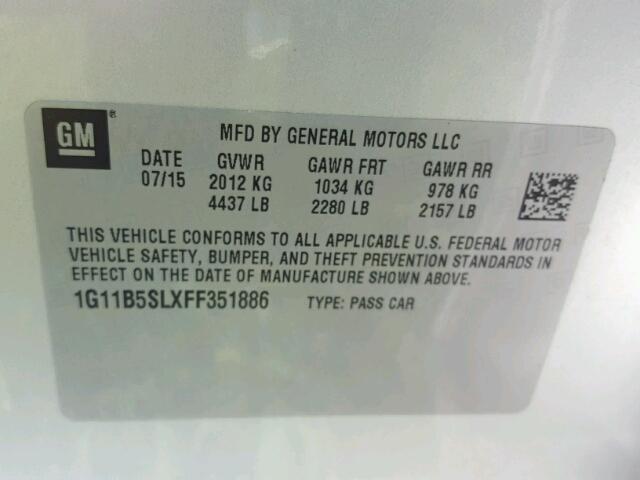 GM®
MFD BY GENERAL MOTORS LLC
DATE GVWR GAWR FRT GAWR RR
07/15 2012 KG 1034 KG 978 KG
4437 LB 2280 LB 2157 LB
THIS VEHICLE CONFORMS TO ALL APPLICABLE U.S. FEDERAL MOTOR
VEHICLE SAFETY, BUMPER, AND THEFT PREVENTION STANDARDS IN
EFFECT ON THE DATE OF MANUFACTURE SHOWN ABOVE.
1G11B5SLXFF351886 TYPE: PASS CAR